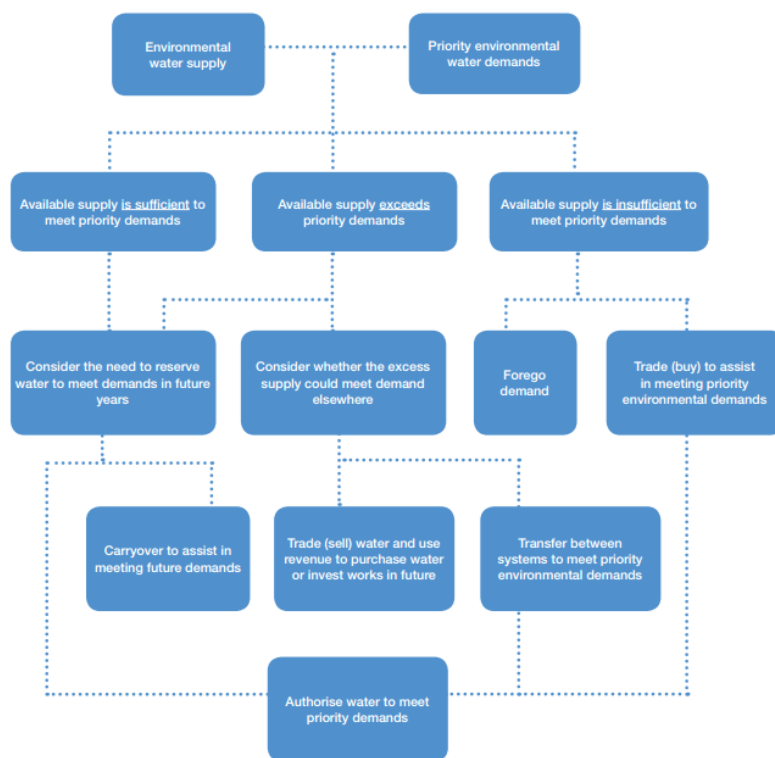 Environmental
water supply
Priority environmental
water demands
Available supply is sufficient to
meet priority demands
Available supply exceeds
priority demands
Available supply is insufficient to
meet priority demands
Consider the need to reserve
water to meet demands in future
years
Consider whether the excess
supply could meet demand
elsewhere
Forego
demand
Trade (buy) to assist
in meeting priority
environmental demands
Carryover to assist in
meeting future demands
Trade (sell) water and use
revenue to purchase water
or invest works in future
Transfer between
systems to meet priority
environmental demands
Authorise water to meet
priority demands